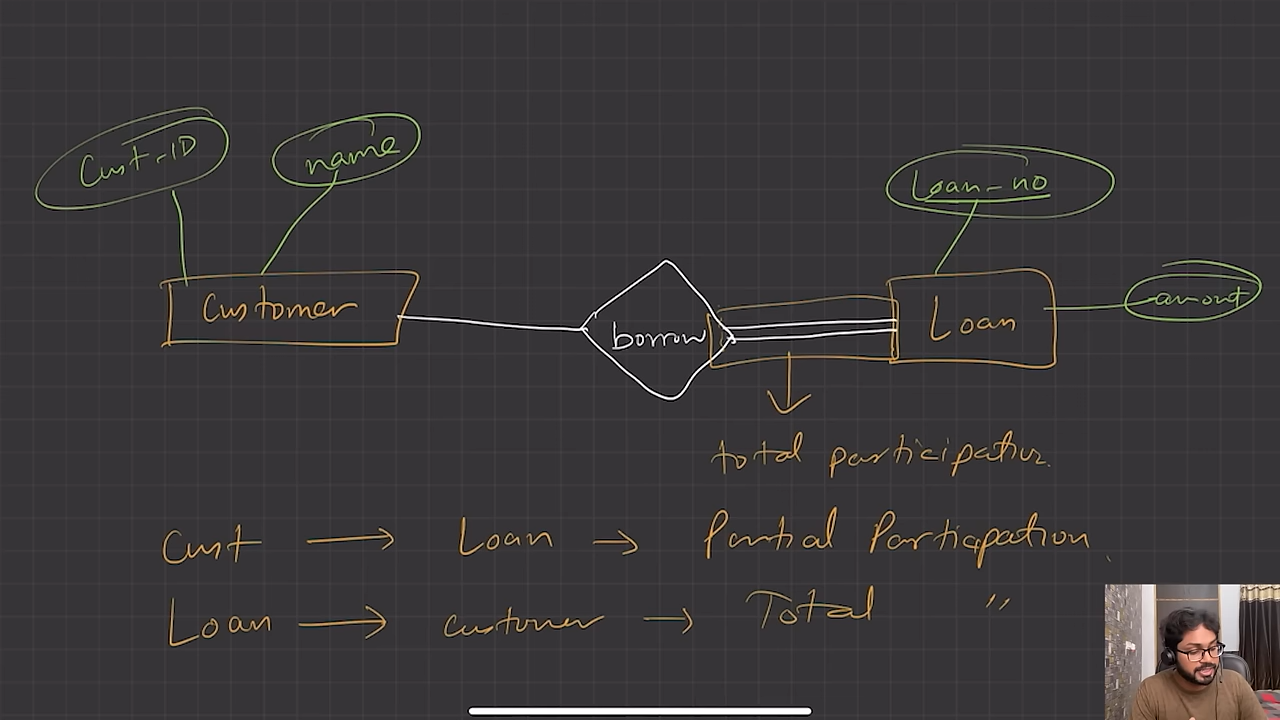 Cust-ID
name
Loan-no
Customer
borrow
Loan
amount
total participation
Cust → Loan → Partial Participation
Loan → customer → Total "